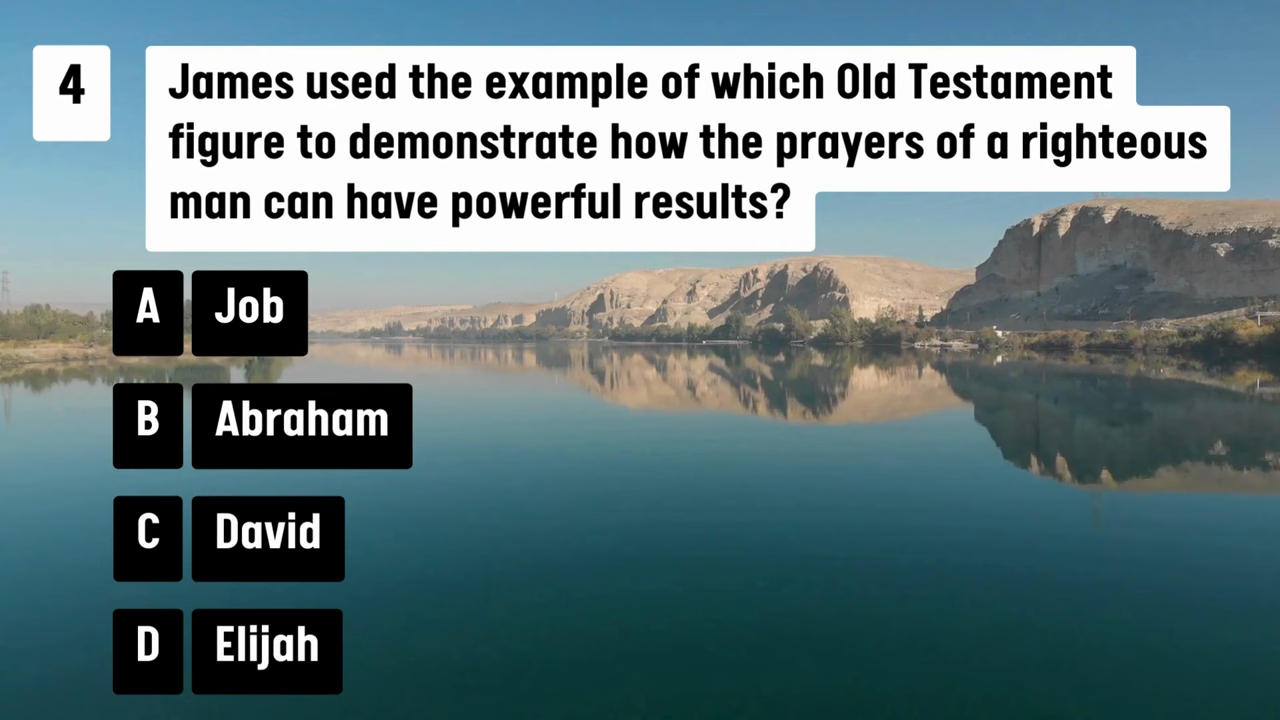 4
James used the example of which Old Testament
figure to demonstrate how the prayers of a righteous
man can have powerful results?
A Job
B Abraham
C David
D Elijah